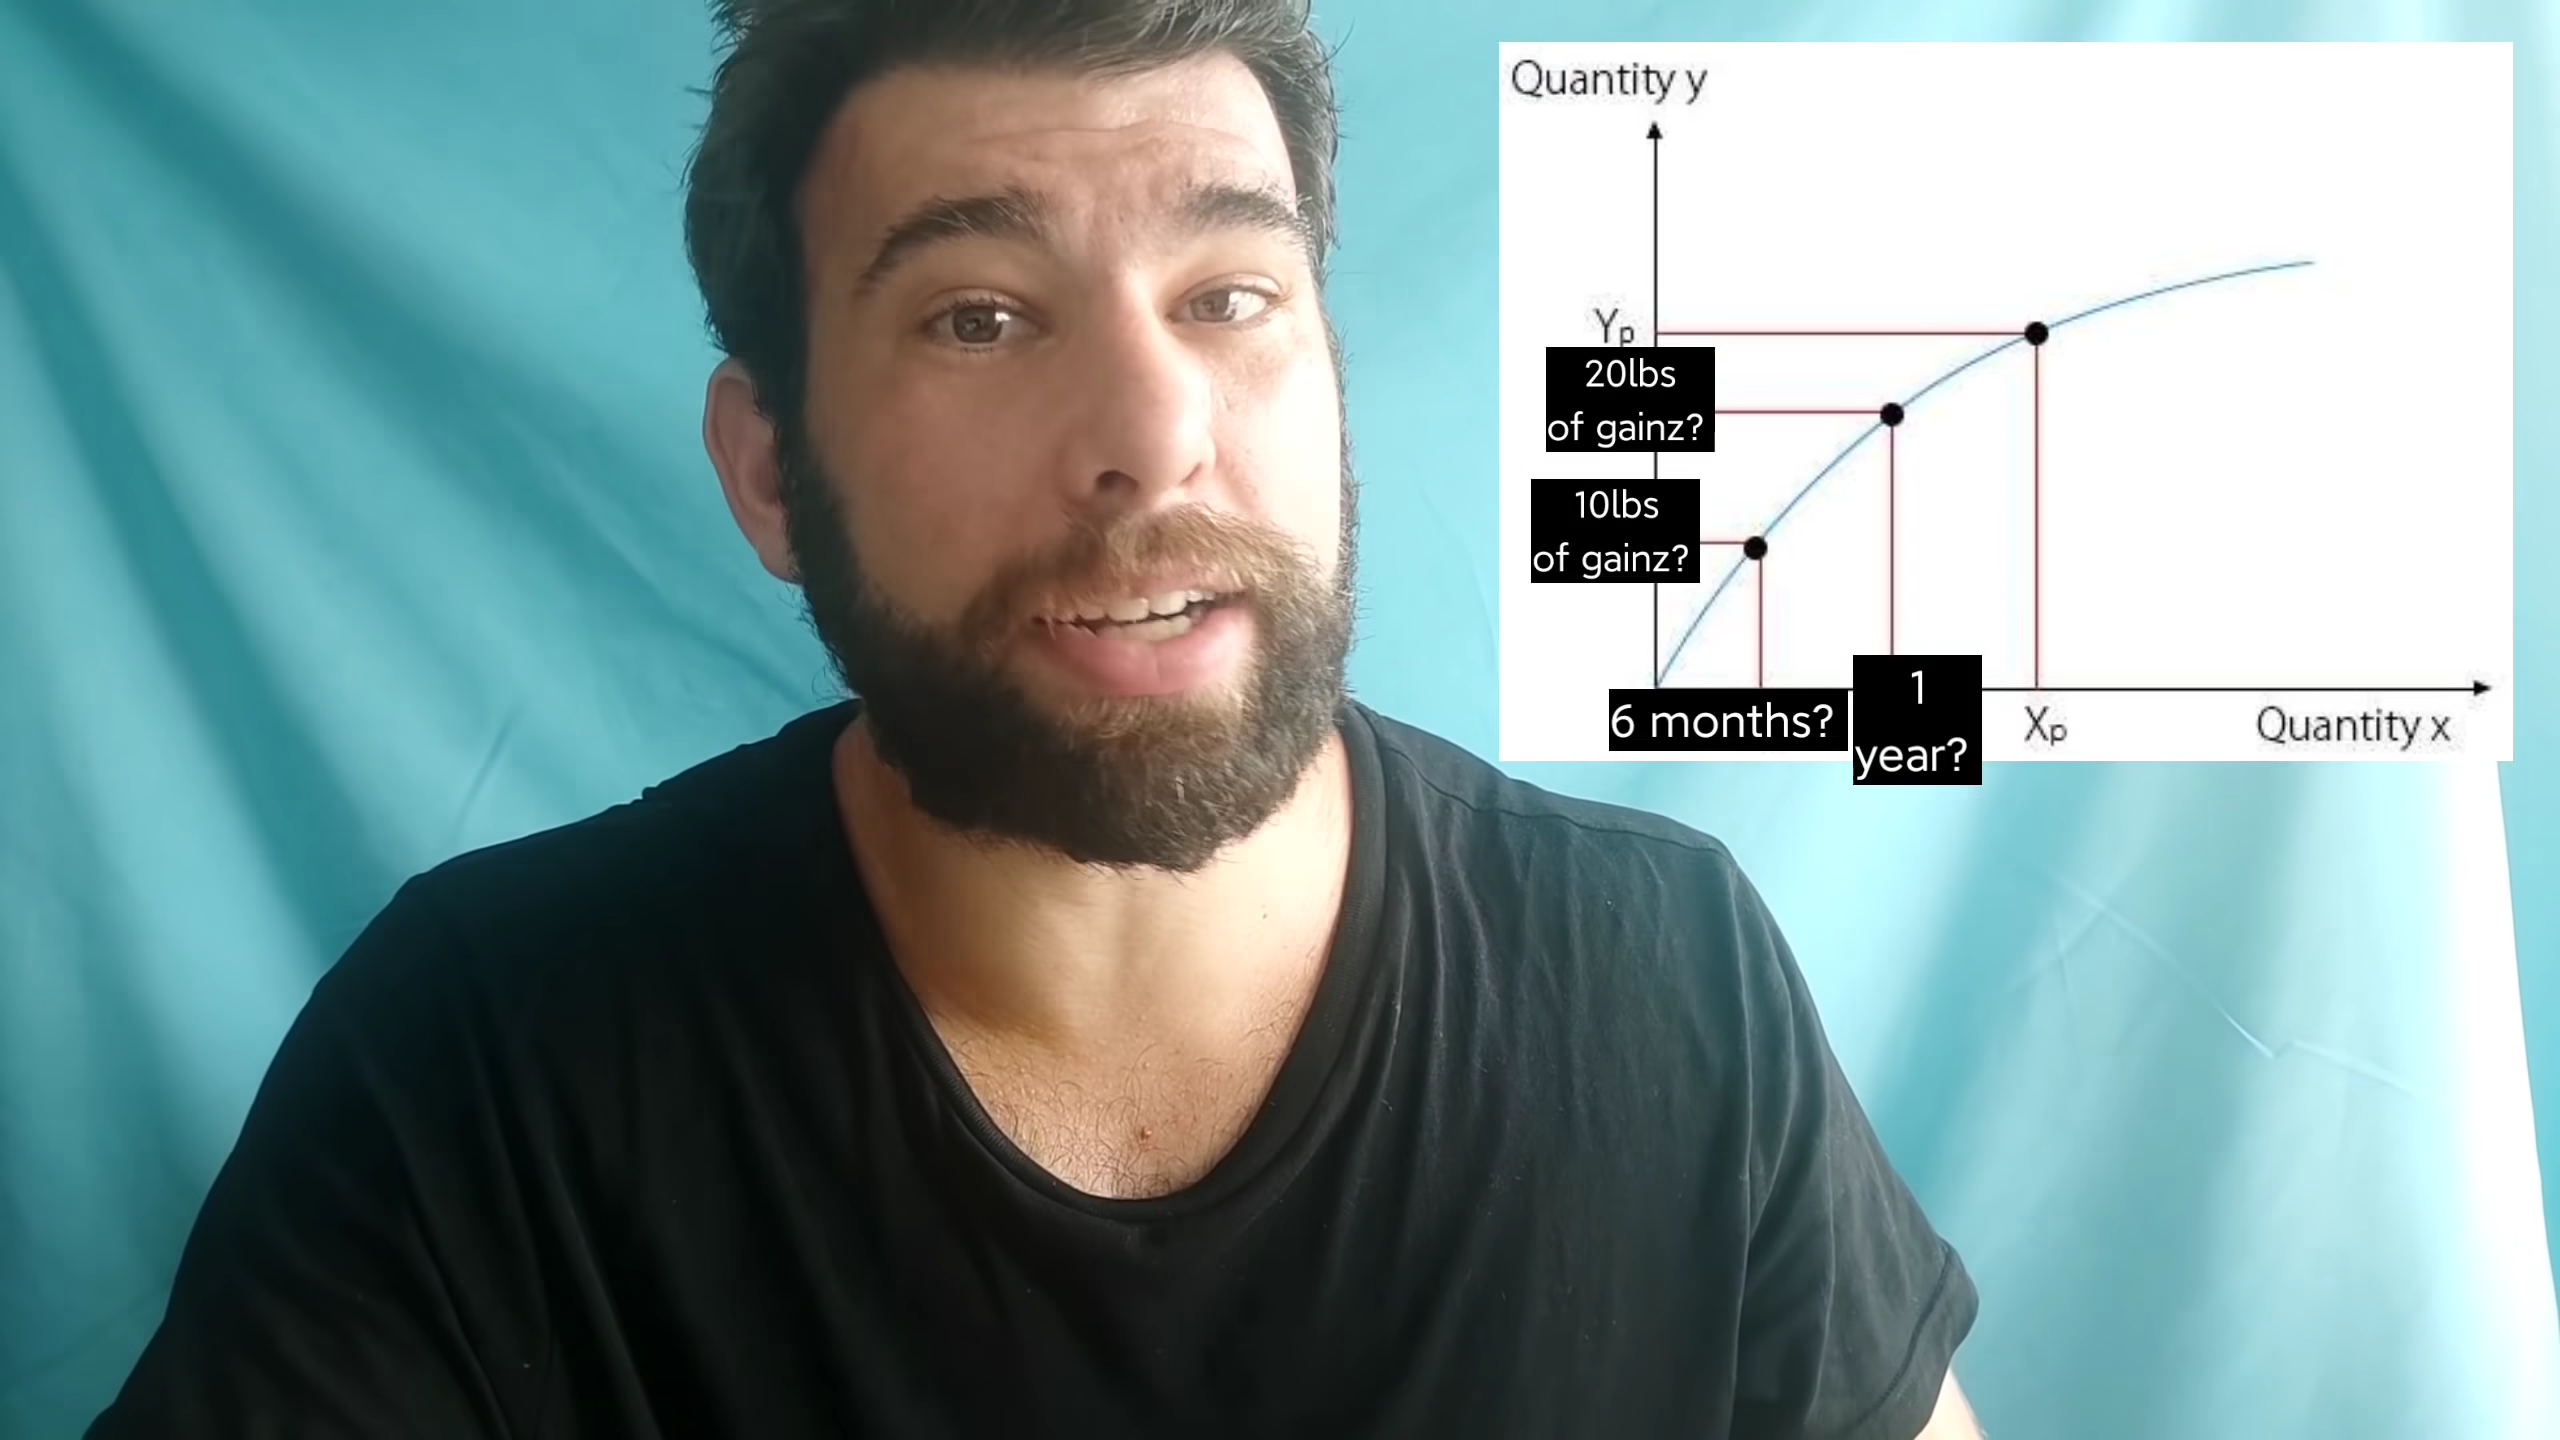 Quantity y
Yp
20lbs
of gainz?
10lbs
of gainz?
6 months?
1
year?
Xp
Quantity x